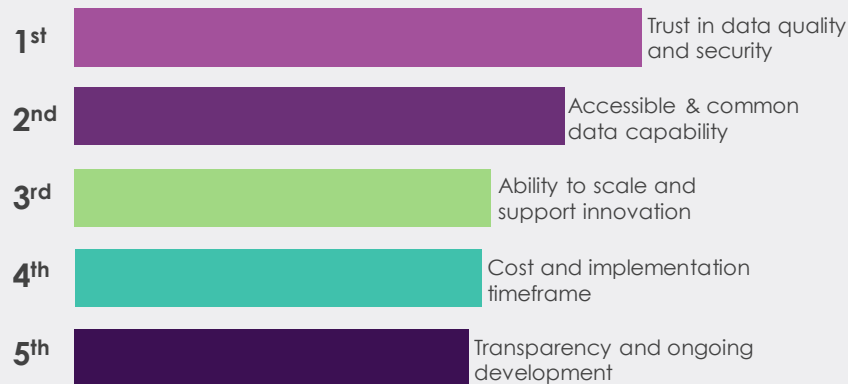 1st
Trust in data quality
and security
2nd
Accessible & common
data capability
3rd
Ability to scale and
support innovation
4th
Cost and implementation
timeframe
5th
Transparency and ongoing
development